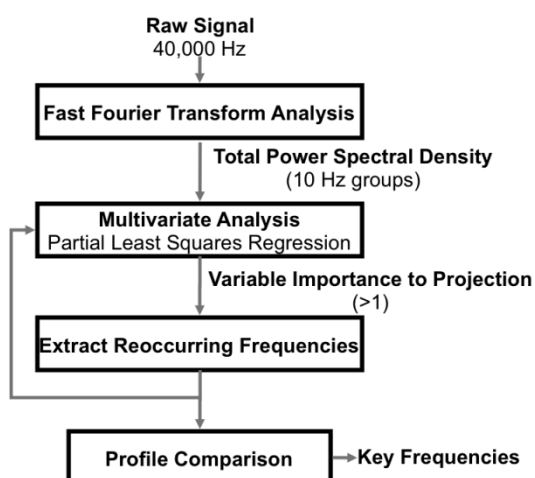 Raw Signal
40,000 Hz
Fast Fourier Transform Analysis
Total Power Spectral Density
(10 Hz groups)
Multivariate Analysis
Partial Least Squares Regression
Variable Importance to Projection
(>1)
Extract Reoccurring Frequencies
Profile Comparison
Key Frequencies